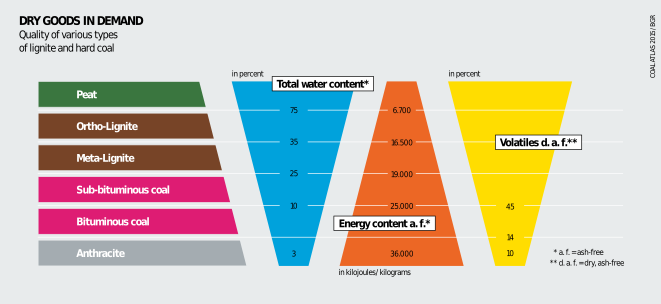 DRY GOODS IN DEMAND
Quality of various types
of lignite and hard coal
COAL ATLAS 2015 / BGR
in percent
in percent
Total water content*
Peat
75
6.700
Ortho-Lignite
35
16.500
Volatiles d. a. f.**
Meta-Lignite
25
19.000
Sub-bituminous coal
10
25.000
45
Bituminous coal
Energy content a. f.*
14
Anthracite
3
36.000
10
* a. f. = ash-free
** d. a. f. = dry, ash-free
in kilojoules/ kilograms